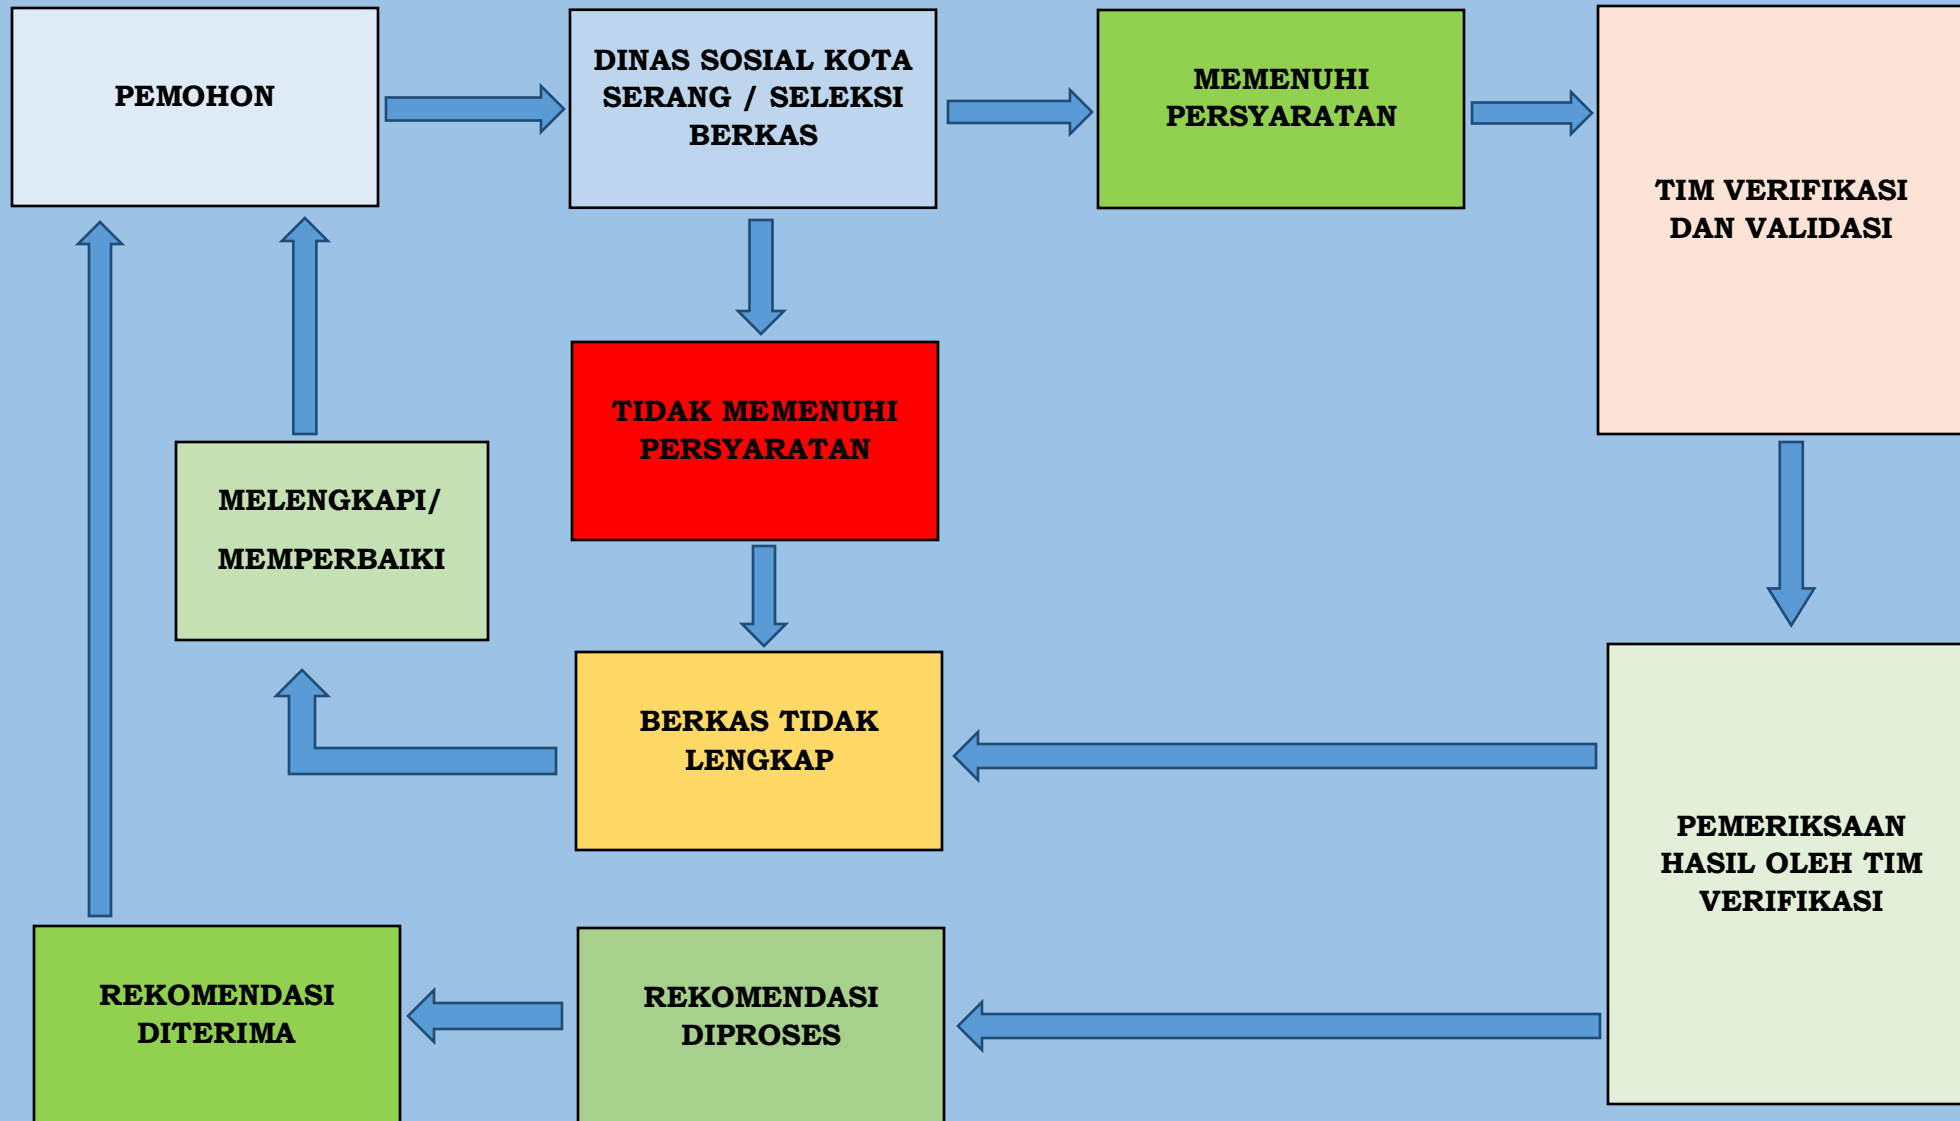 PEMOHON
DINAS SOSIAL KOTA
SERANG / SELEKSI
BERKAS
MEMENUHI
PERSYARATAN
TIM VERIFIKASI
DAN VALIDASI
TIDAK MEMENUHI
PERSYARATAN
MELENGKAPI/
MEMPERBAIKI
BERKAS TIDAK
LENGKAP
PEMERIKSAAN
HASIL OLEH TIM
VERIFIKASI
REKOMENDASI
DITERIMA
REKOMENDASI
DIPROSES